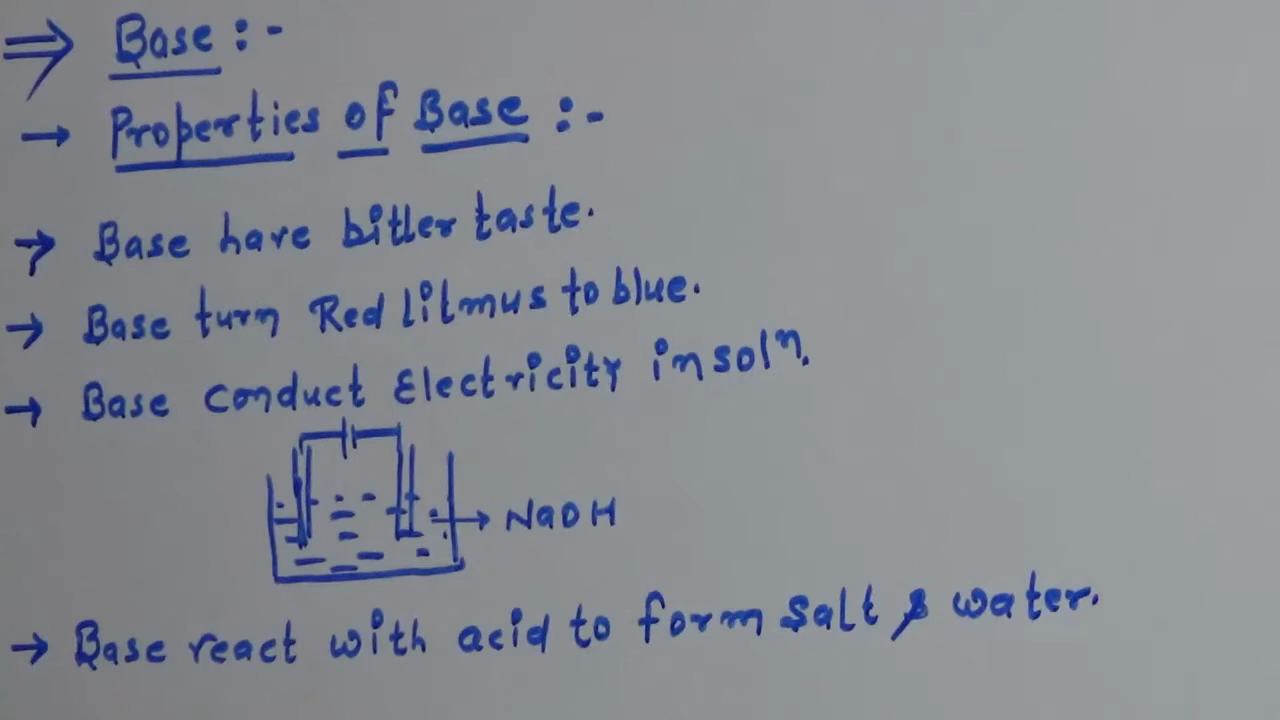 ⇒ Base :-
→ Properties of Base :-
→ Base have bitter taste.
→ Base turn Red litmus to blue.
→ Base conduct Electricity in solⁿ.
→ NaOH
→ Base react with acid to form salt & water.